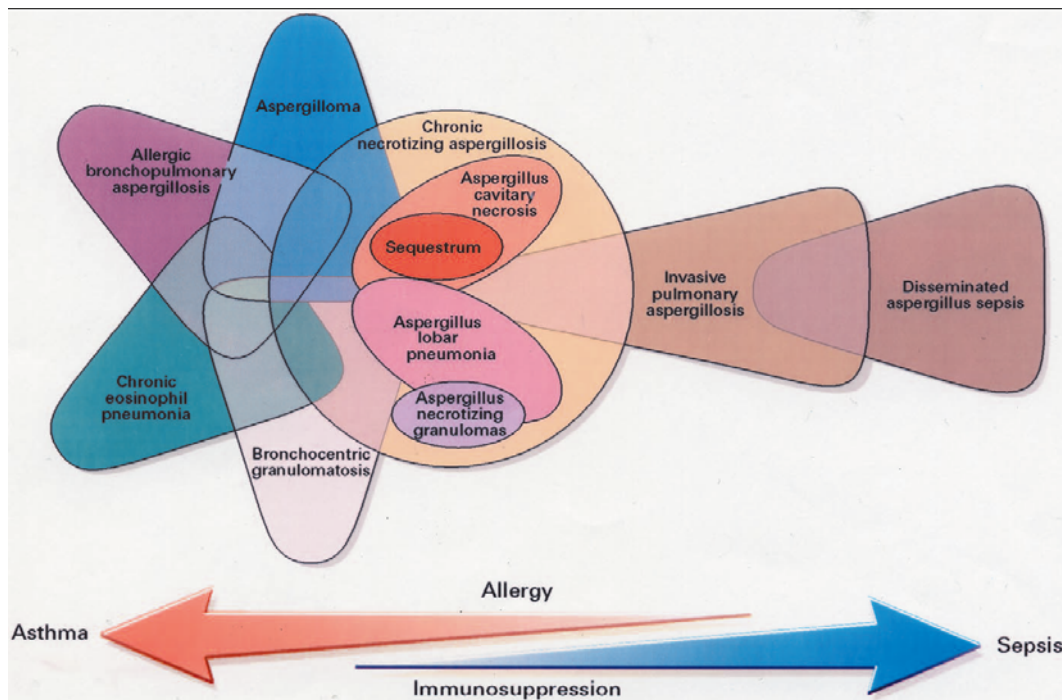 Aspergilloma
Allergic
bronchopulmonary
aspergillosis
Chronic
necrotizing aspergillosis
Aspergillus
cavitary
necrosis
Sequestrum
Invasive
pulmonary
aspergillosis
Disseminated
aspergillus sepsis
Aspergillus
lobar
pneumonia
Chronic
eosinophil
pneumonia
Aspergillus
necrotizing
granulomas
Bronchocentric
granulomatosis
Allergy
Asthma
Sepsis
Immunosuppression